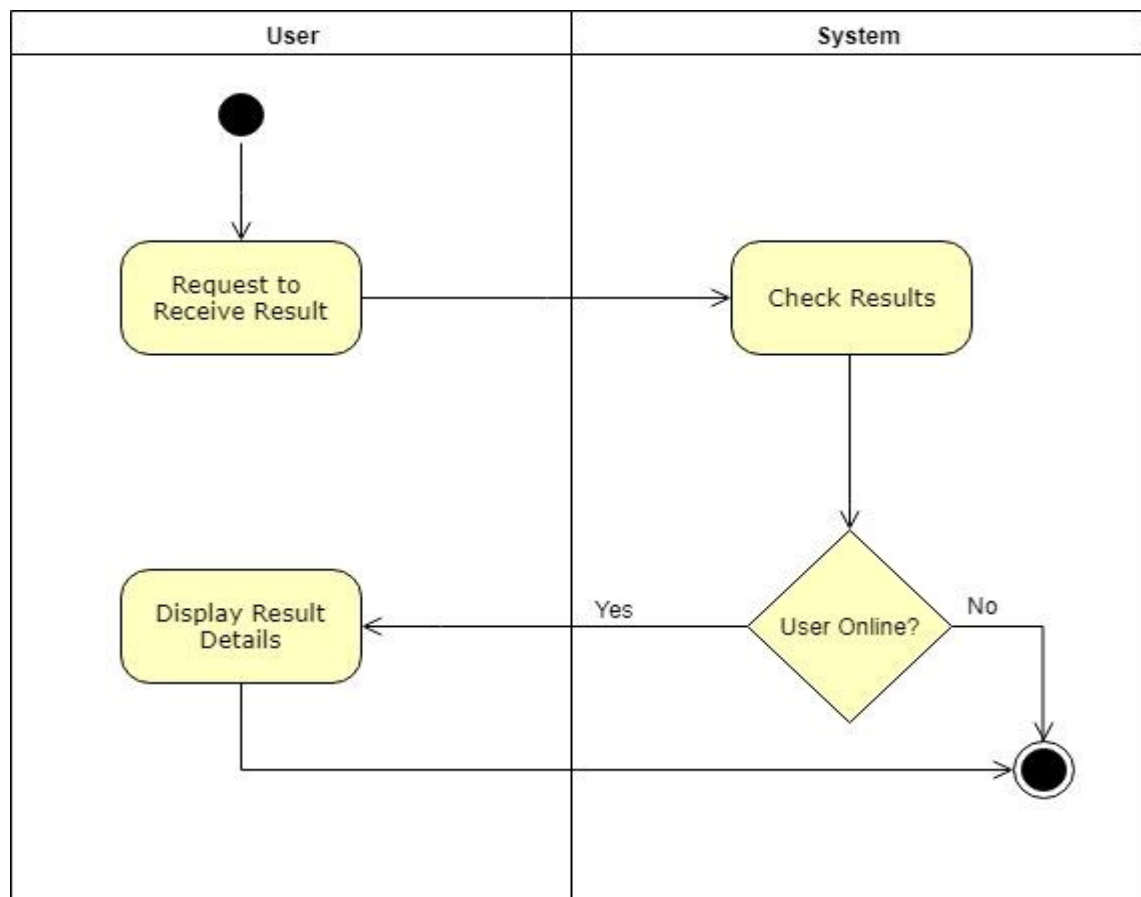 User
System
Request to
Receive Result
Check Results
Display Result
Details
Yes
User Online?
No